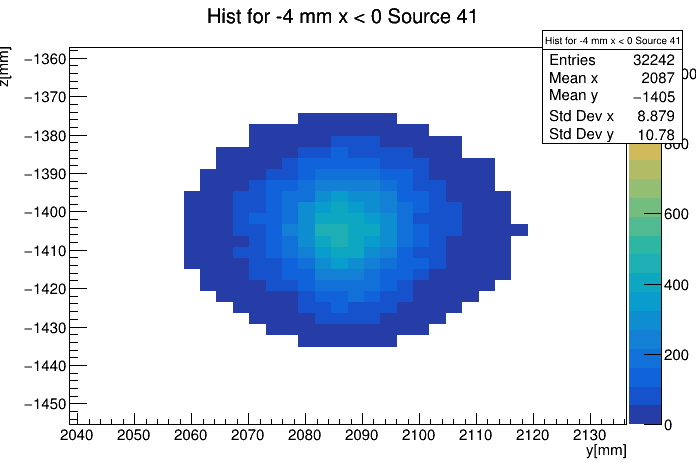 Hist for -4 mm x < 0 Source 41
z[mm]
Hist for -4 mm x < 0 Source 41
Entries 32242
Mean x 2087
Mean y −1405
Std Dev x 8.879
Std Dev y 10.78
−1360
−1370
−1380
−1390
−1400
−1410
−1420
−1430
−1440
−1450
2040 2050 2060 2070 2080 2090 2100 2110 2120 2130
y[mm]
800
600
400
200
0